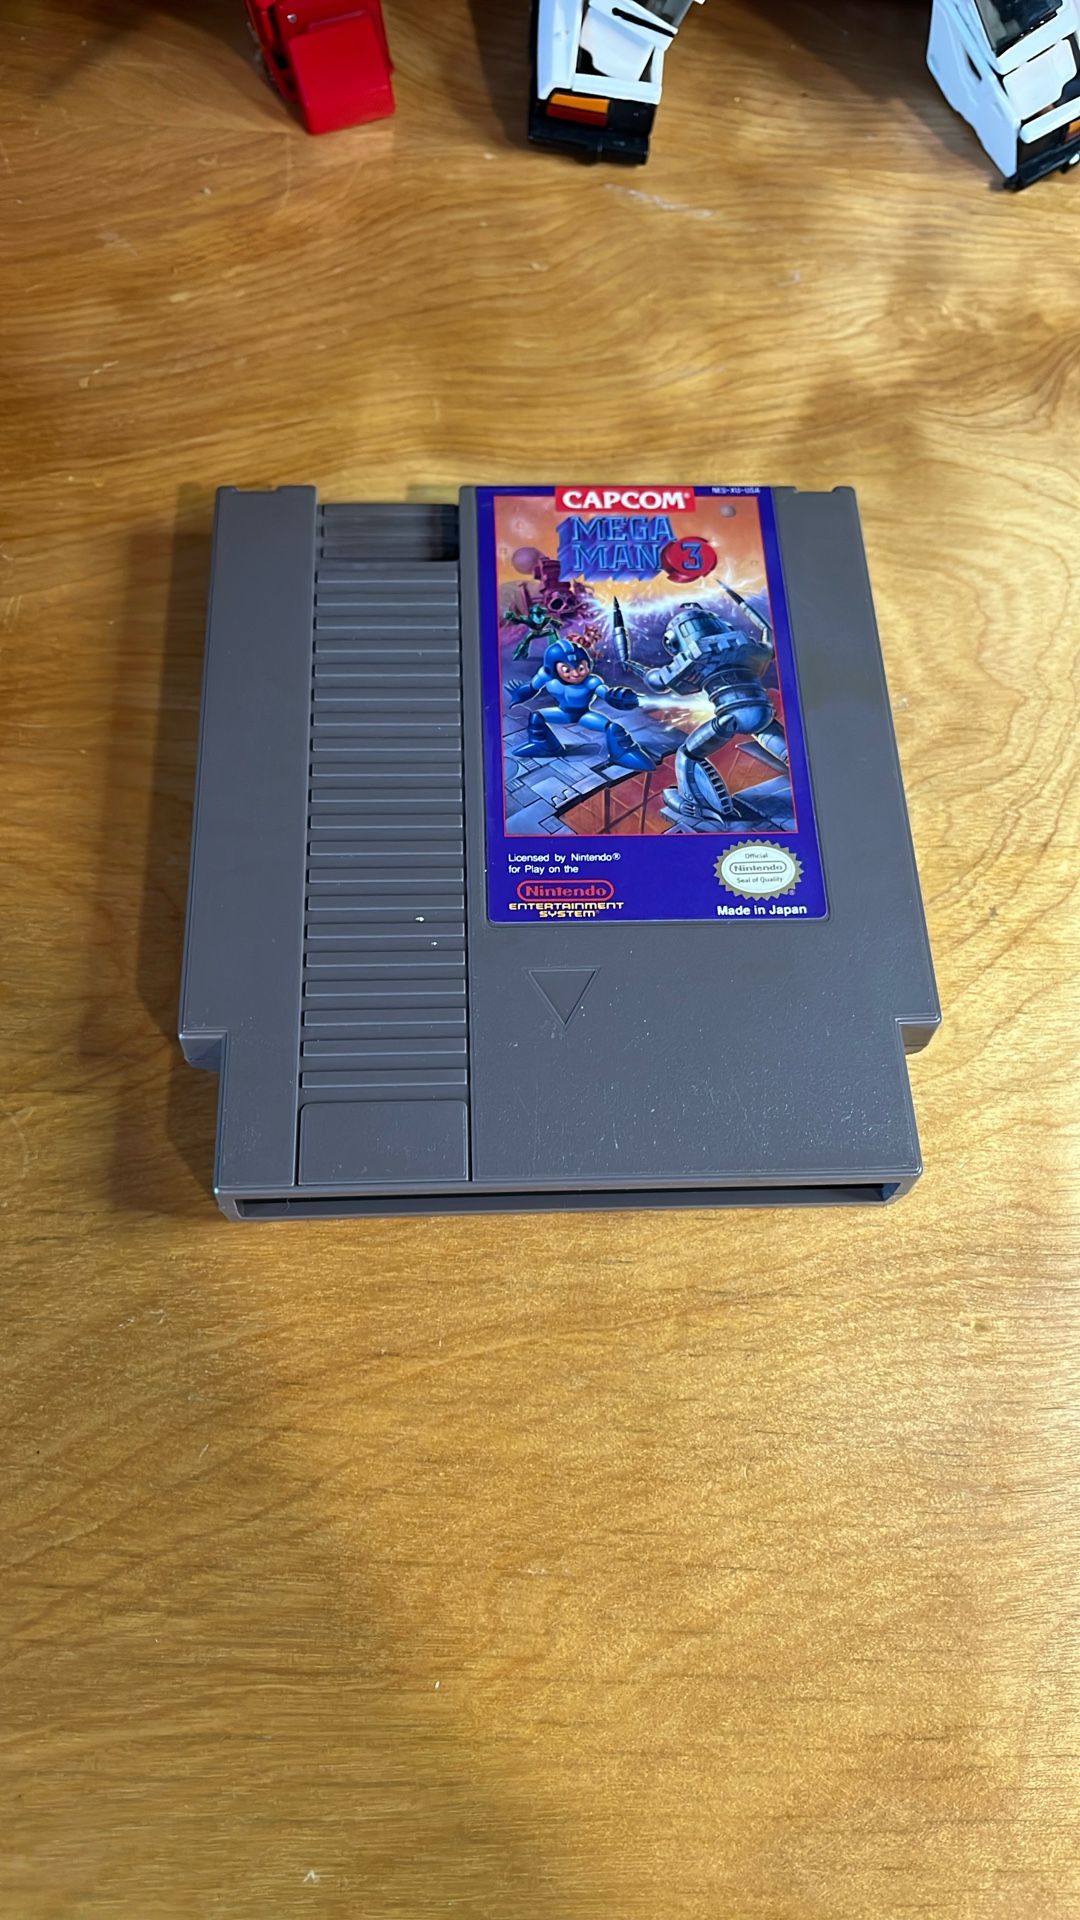 CAPCOM®
NES-XU-USA
MEGA
MAN 3
Licensed by Nintendo®
for Play on the
Nintendo
ENTERTAINMENT
SYSTEM®
Official
Nintendo
Seal of Quality
®
Made in Japan